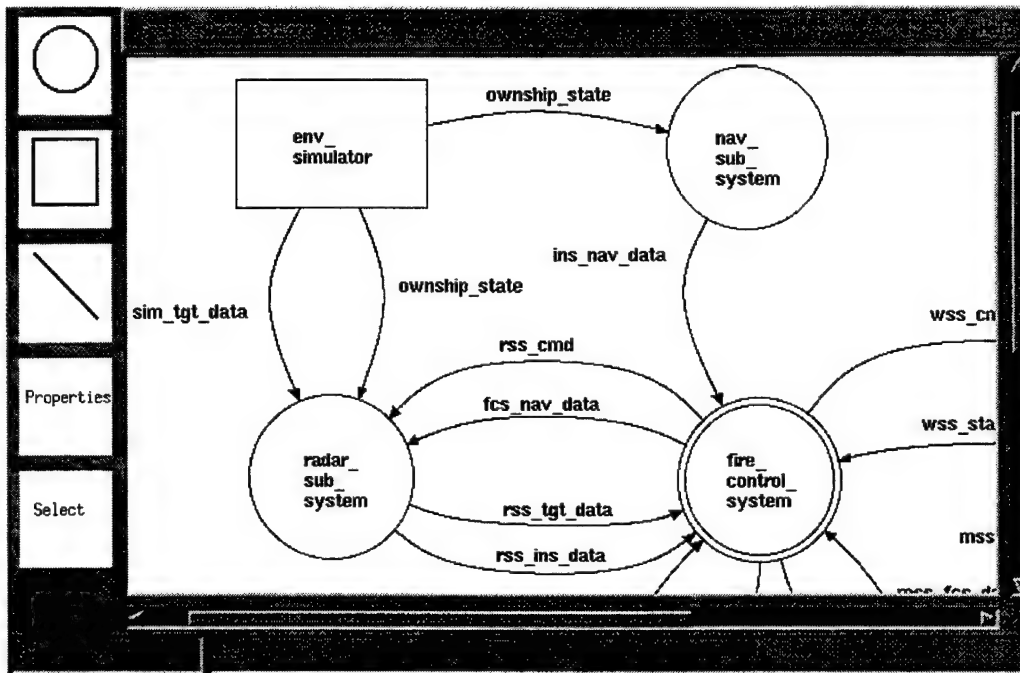 ownship_state
env_
simulator
nav_
sub_
system
ins_nav_data
ownship_state
sim_tgt_data
wss_cn
rss_cmd
Properties
fcs_nav_data
wss_sta
radar_
sub_
system
fire_
control_
system
Select
rss_tgt_data
mss
rss_ins_data